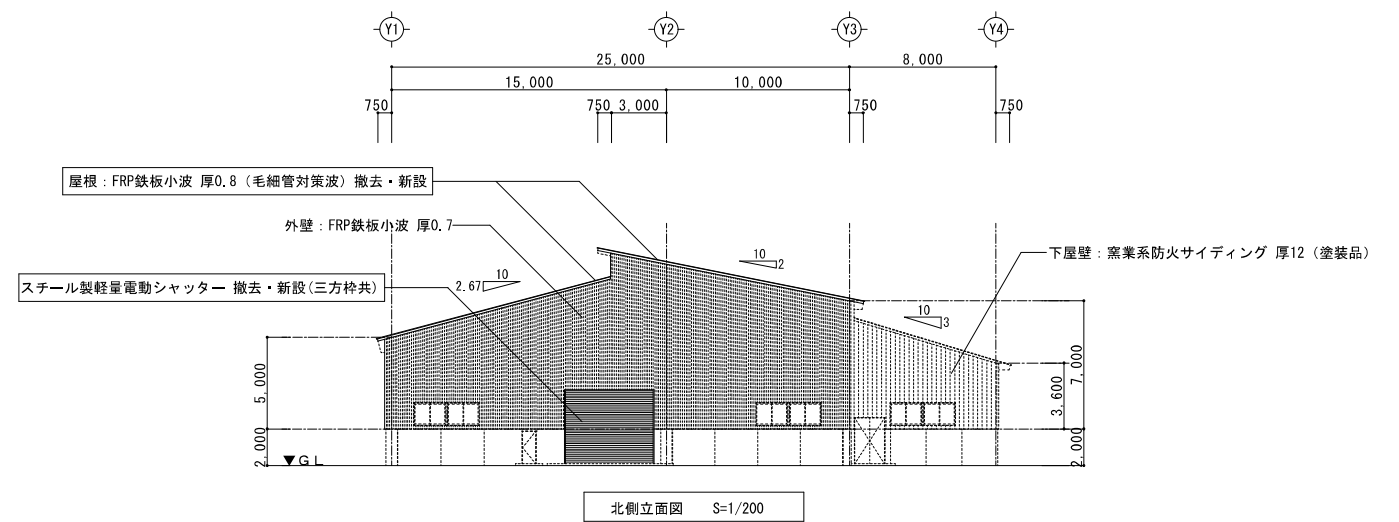 Y1 Y2 Y3 Y4
25,000 8,000
15,000 10,000
750 750 3,000 750 750
屋根：FRP鉄板小波 厚0.8（毛細管対策波）撤去・新設
外壁：FRP鉄板小波 厚0.7
10
2
下屋壁：窯業系防火サイディング 厚12（塗装品）
10
2.67
スチール製軽量電動シャッター 撤去・新設(三方枠共)
10
3
5,000
7,000
3,600
2,000
2,000
▼GL
北側立面図 S=1/200